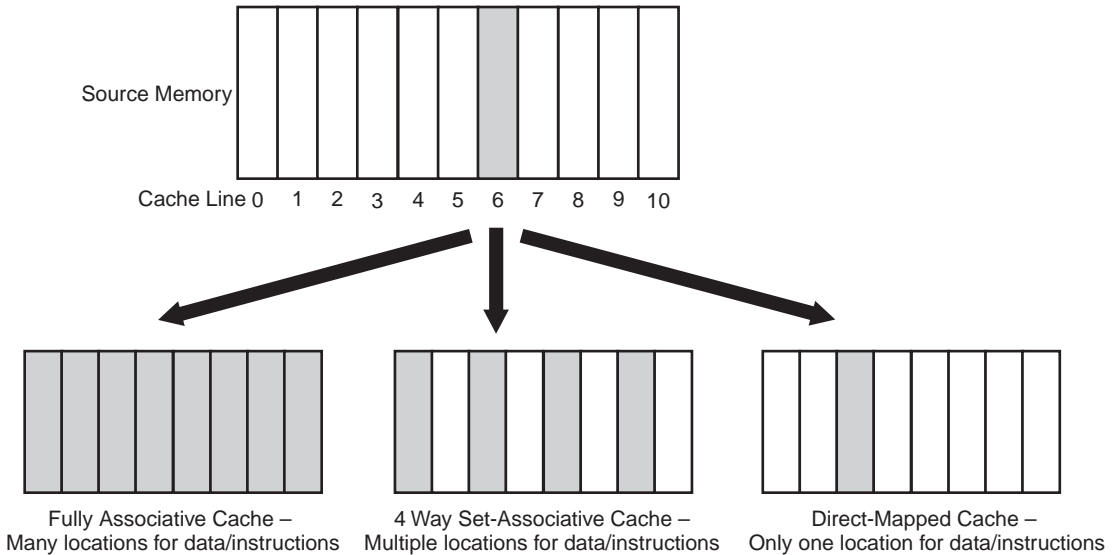 Source Memory
Cache Line 0 1 2 3 4 5 6 7 8 9 10
Fully Associative Cache –
Many locations for data/instructions
4 Way Set-Associative Cache –
Multiple locations for data/instructions
Direct-Mapped Cache –
Only one location for data/instructions